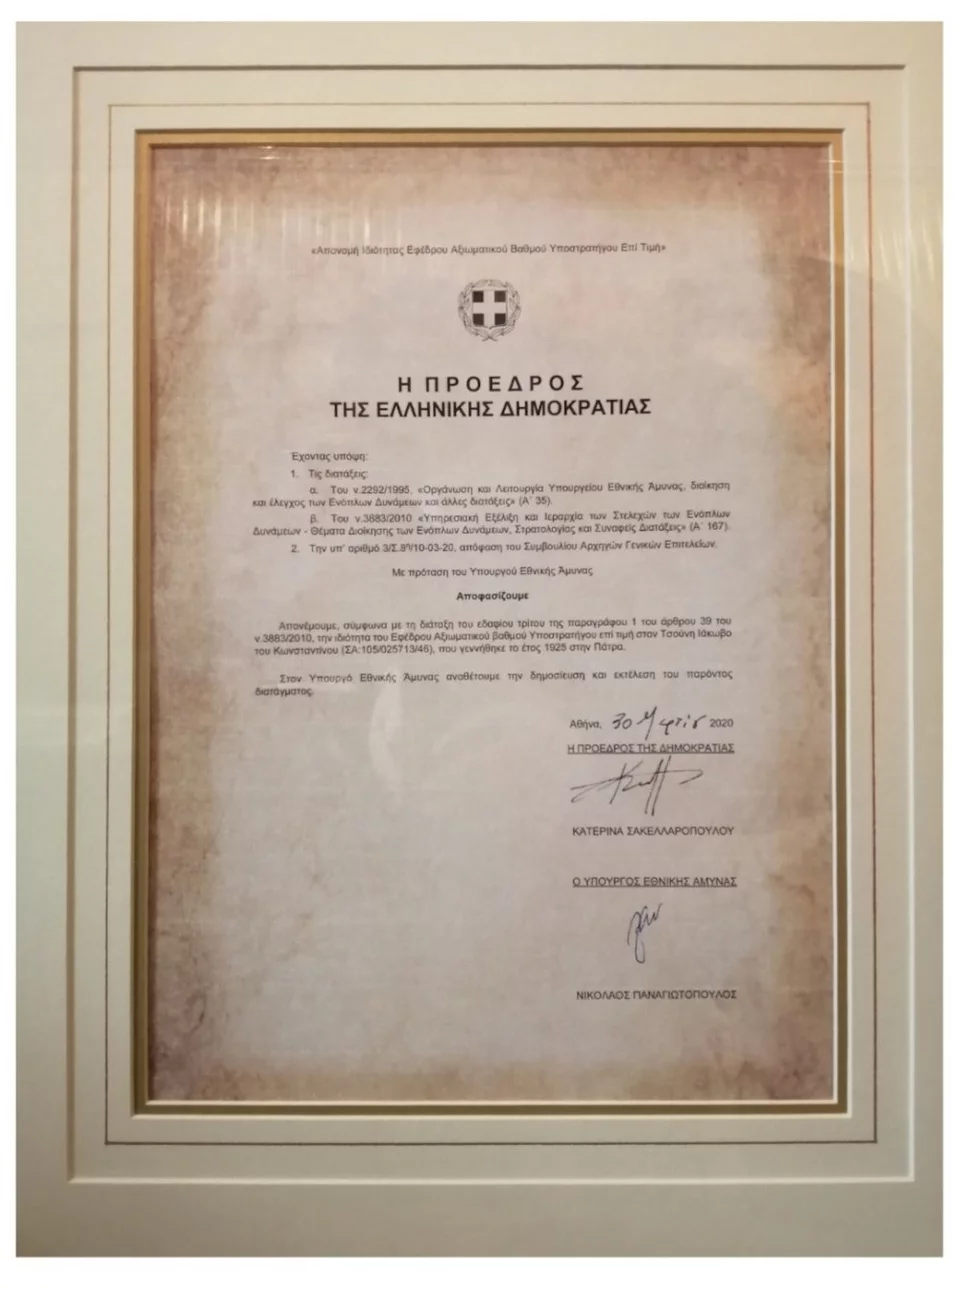 «Απονομή Ιδιότητας Εφέδρου Αξιωματικού Βαθμού Υποστρατήγου Επί Τιμή»
Η ΠΡΟΕΔΡΟΣ
ΤΗΣ ΕΛΛΗΝΙΚΗΣ ΔΗΜΟΚΡΑΤΙΑΣ
Έχοντας υπόψη:
1. Τις διατάξεις:
α. Του ν.2292/1995, «Οργάνωση και Λειτουργία Υπουργείου Εθνικής Άμυνας, διοίκηση
και έλεγχος των Ενόπλων Δυνάμεων και άλλες διατάξεις» (Α΄ 35).
β. Του ν.3883/2010 «Υπηρεσιακή Εξέλιξη και Ιεραρχία των Στελεχών των Ενόπλων
Δυνάμεων - Θέματα Διοίκησης των Ενόπλων Δυνάμεων, Στρατολογίας και Συναφείς Διατάξεις» (Α΄ 167).
2. Την υπ' αριθμό 3/Σ.8η/10-03-20, απόφαση του Συμβουλίου Αρχηγών Γενικών Επιτελείων.
Με πρόταση του Υπουργού Εθνικής Άμυνας
Αποφασίζουμε
Απονέμουμε, σύμφωνα με τη διάταξη του εδαφίου τρίτου της παραγράφου 1 του άρθρου 39 του
ν.3883/2010, την ιδιότητα του Εφέδρου Αξιωματικού βαθμού Υποστρατήγου επί τιμή στον Τσούνη Ιάκωβο
του Κωνσταντίνου (ΣΑ:105/025713/46), που γεννήθηκε το έτος 1925 στην Πάτρα.
Στον Υπουργό Εθνικής Άμυνας αναθέτουμε την δημοσίευση και εκτέλεση του παρόντος
διατάγματος.
Αθήνα, 30 Μαρτίου 2020
Η ΠΡΟΕΔΡΟΣ ΤΗΣ ΔΗΜΟΚΡΑΤΙΑΣ
ΚΑΤΕΡΙΝΑ ΣΑΚΕΛΛΑΡΟΠΟΥΛΟΥ
Ο ΥΠΟΥΡΓΟΣ ΕΘΝΙΚΗΣ ΑΜΥΝΑΣ
ΝΙΚΟΛΑΟΣ ΠΑΝΑΓΙΩΤΟΠΟΥΛΟΣ